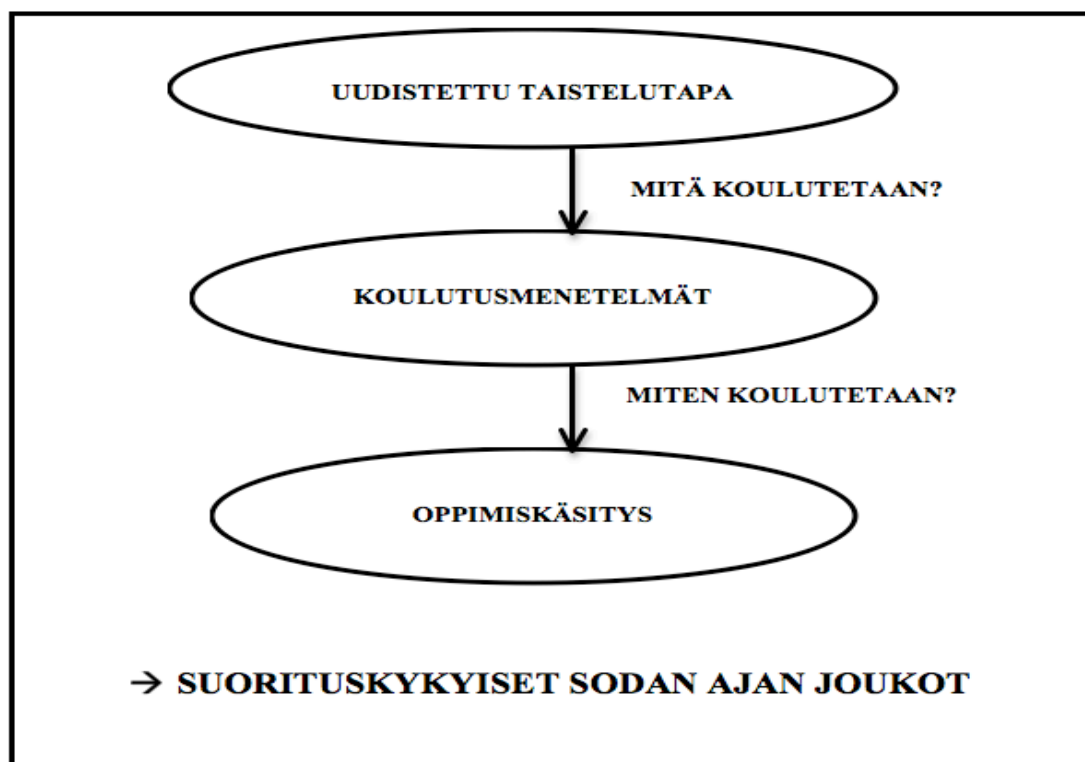 UUDISTETTU TAISTELUTAPA
MITÄ KOULUTETAAN?
KOULUTUSMENETELMÄT
MITEN KOULUTETAAN?
OPPIMISKÄSITYS
→ SUORITUSKYKYISET SODAN AJAN JOUKOT